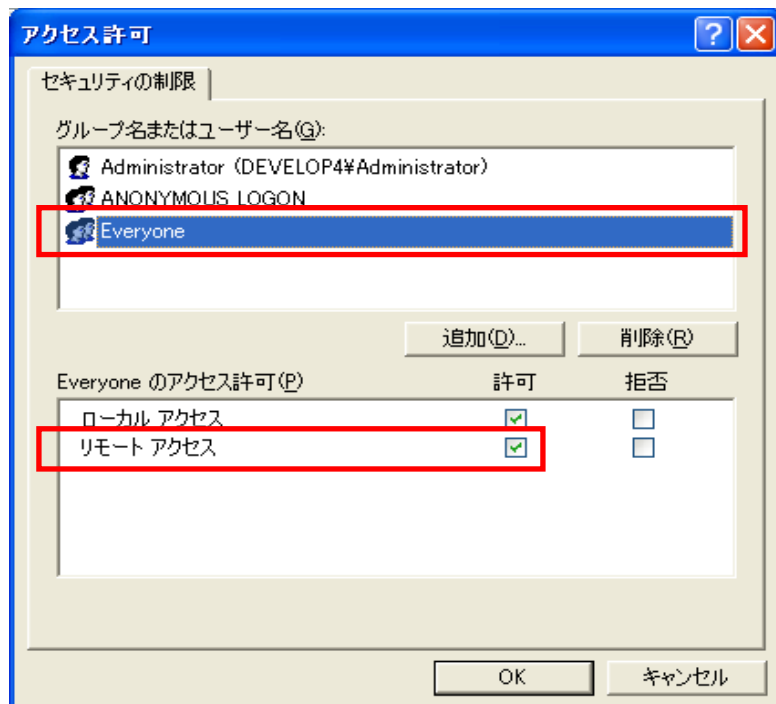 アクセス許可
セキュリティの制限
グループ名またはユーザー名(G):
Administrator (DEVELOP4¥Administrator)
ANONYMOUS LOGON
Everyone
追加(D)... 削除(R)
Everyone のアクセス許可(P) 許可 拒否
ローカル アクセス
リモート アクセス
OK キャンセル